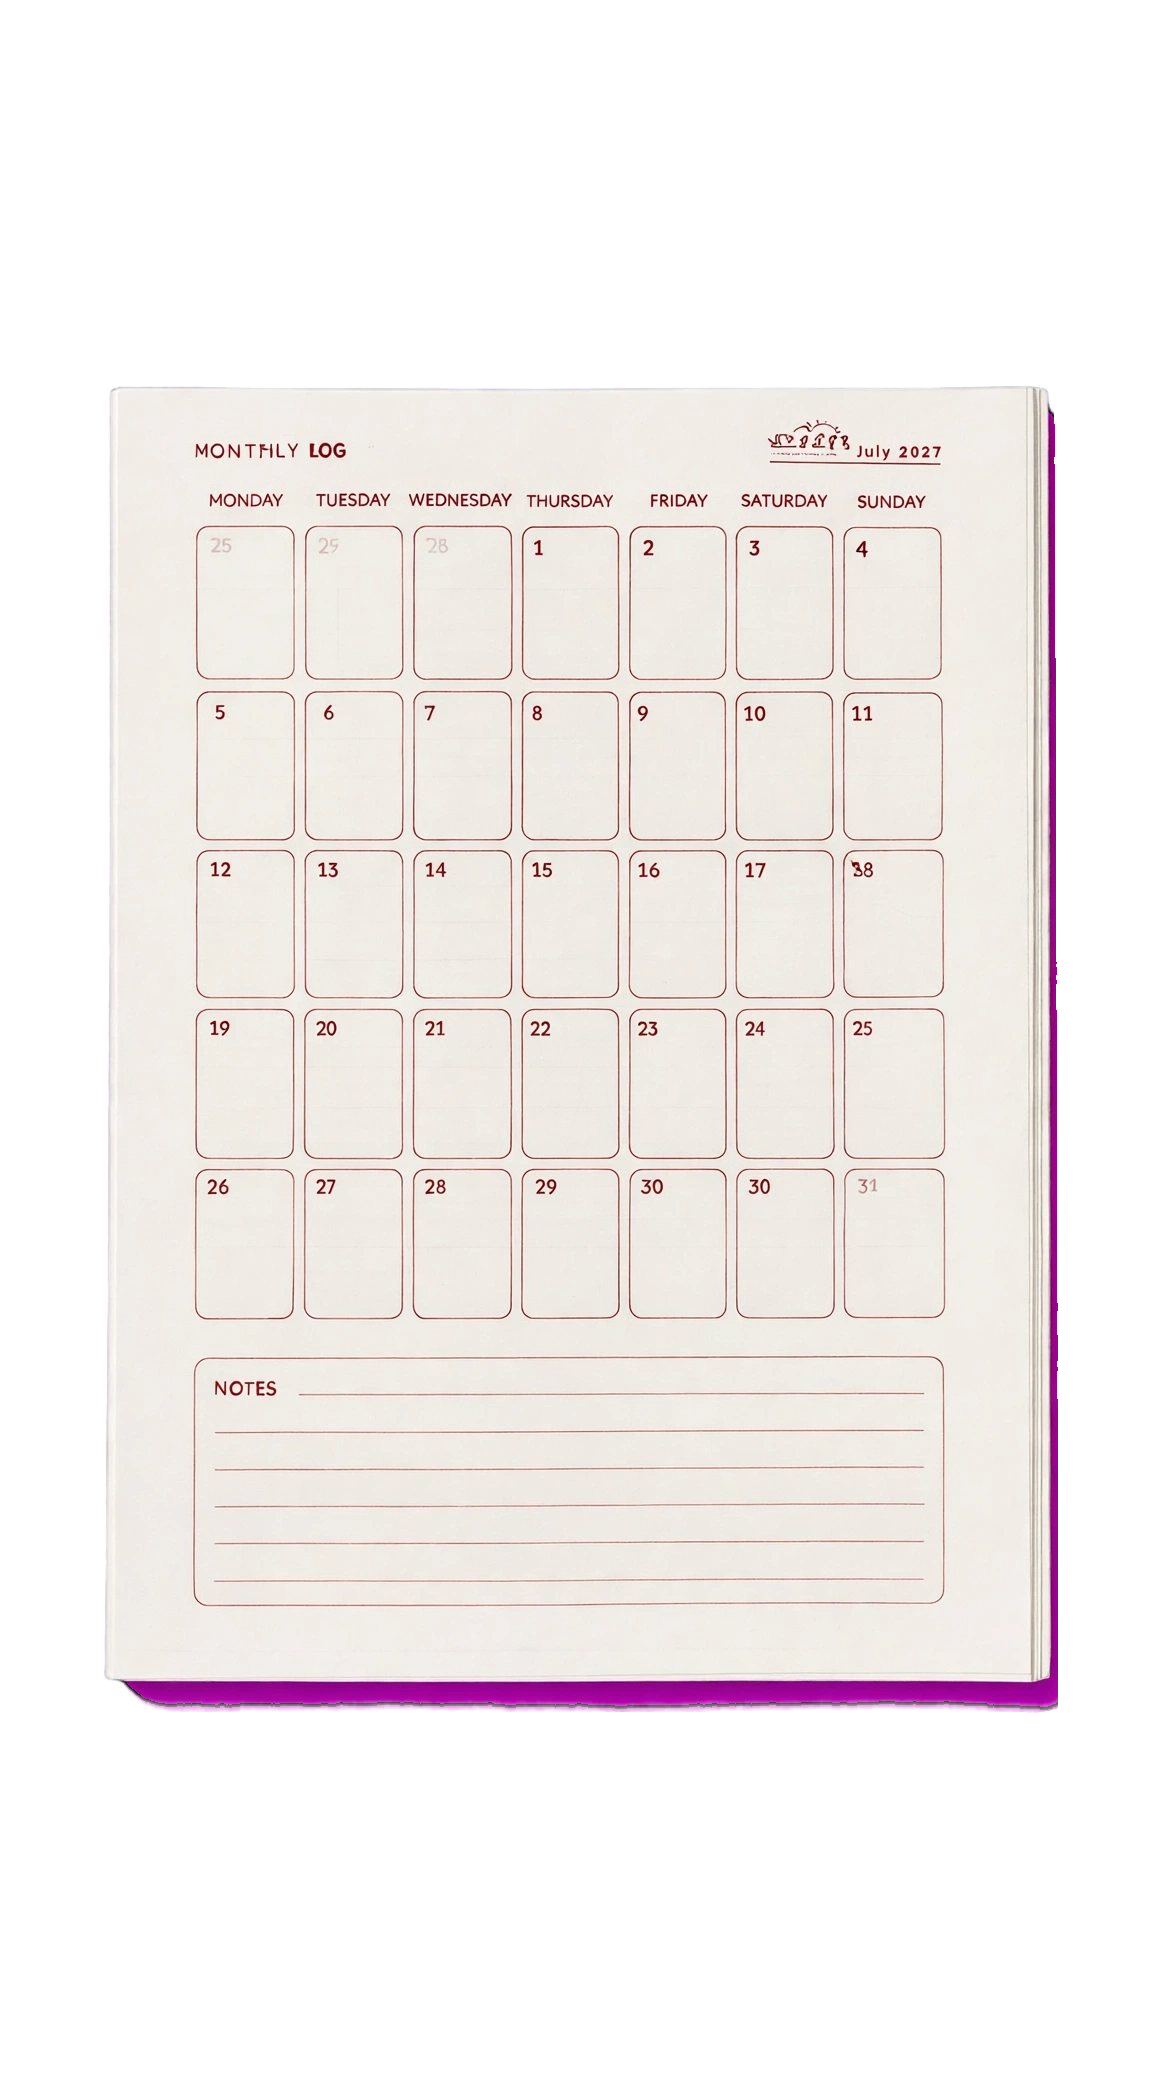 MONTHLY LOG
July 2027
MONDAY TUESDAY WEDNESDAY THURSDAY FRIDAY SATURDAY SUNDAY
25 29 28 1 2 3 4
5 6 7 8 9 10 11
12 13 14 15 16 17 38
19 20 21 22 23 24 25
26 27 28 29 30 30 31
NOTES